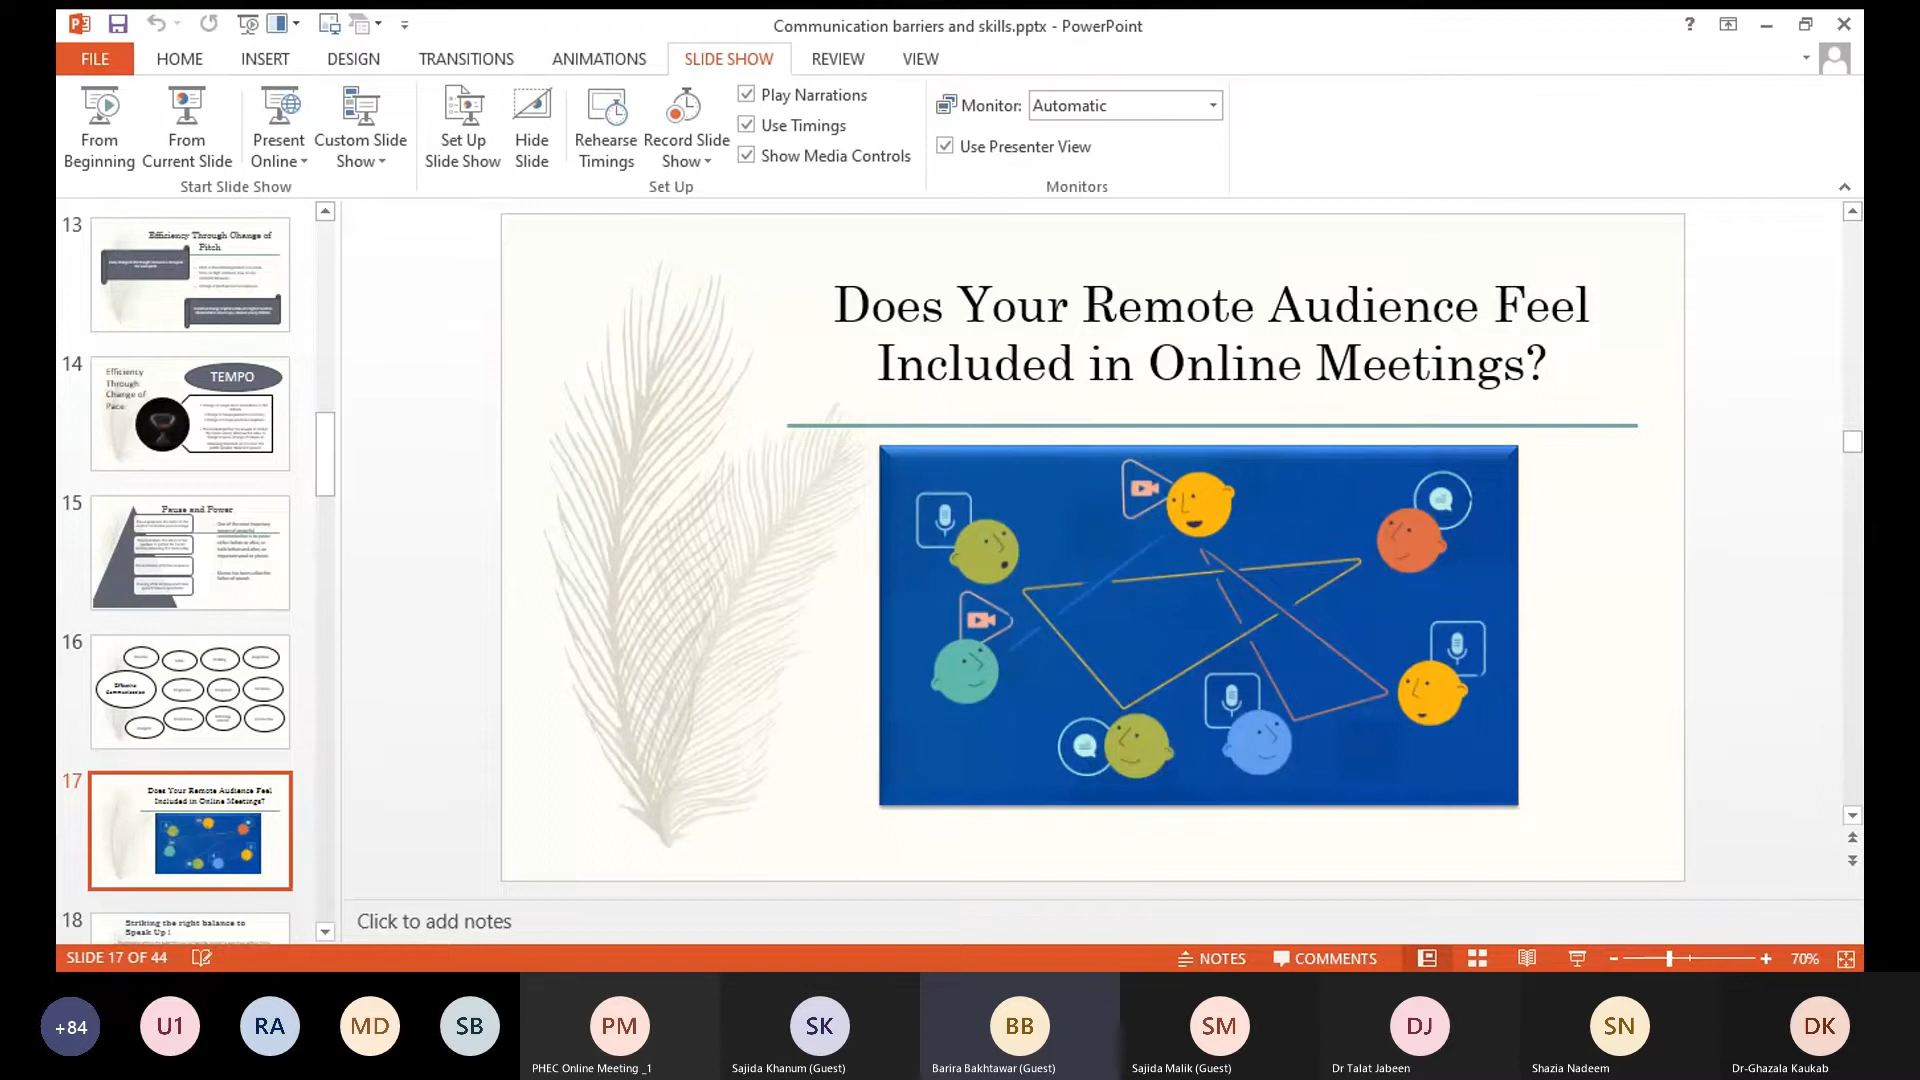 Communication barriers and skills.pptx - PowerPoint
?
FILE
HOME
INSERT
DESIGN
TRANSITIONS
ANIMATIONS
SLIDE SHOW
REVIEW
VIEW
From
Beginning
From
Current Slide
Present
Online
Custom Slide
Show
Set Up
Slide Show
Hide
Slide
Rehearse
Timings
Record Slide
Show
Play Narrations
Use Timings
Show Media Controls
Monitor: Automatic
Use Presenter View
Start Slide Show
Set Up
Monitors
13
Efficiency Through Change of
Pitch
14
Efficiency
Through
Change of
Pace
TEMPO
15
Pause and Power
16
Effective
Communication
17
Does Your Remote Audience Feel
Included in Online Meetings?
18
Striking the right balance to
Speak Up !
Does Your Remote Audience Feel
Included in Online Meetings?
Click to add notes
SLIDE 17 OF 44
NOTES
COMMENTS
70%
+84
U1
RA
MD
SB
PM
SK
BB
SM
DJ
SN
DK
PHEC Online Meeting _1
Sajida Khanum (Guest)
Barira Bakhtawar (Guest)
Sajida Malik (Guest)
Dr Talat Jabeen
Shazia Nadeem
Dr-Ghazala Kaukab